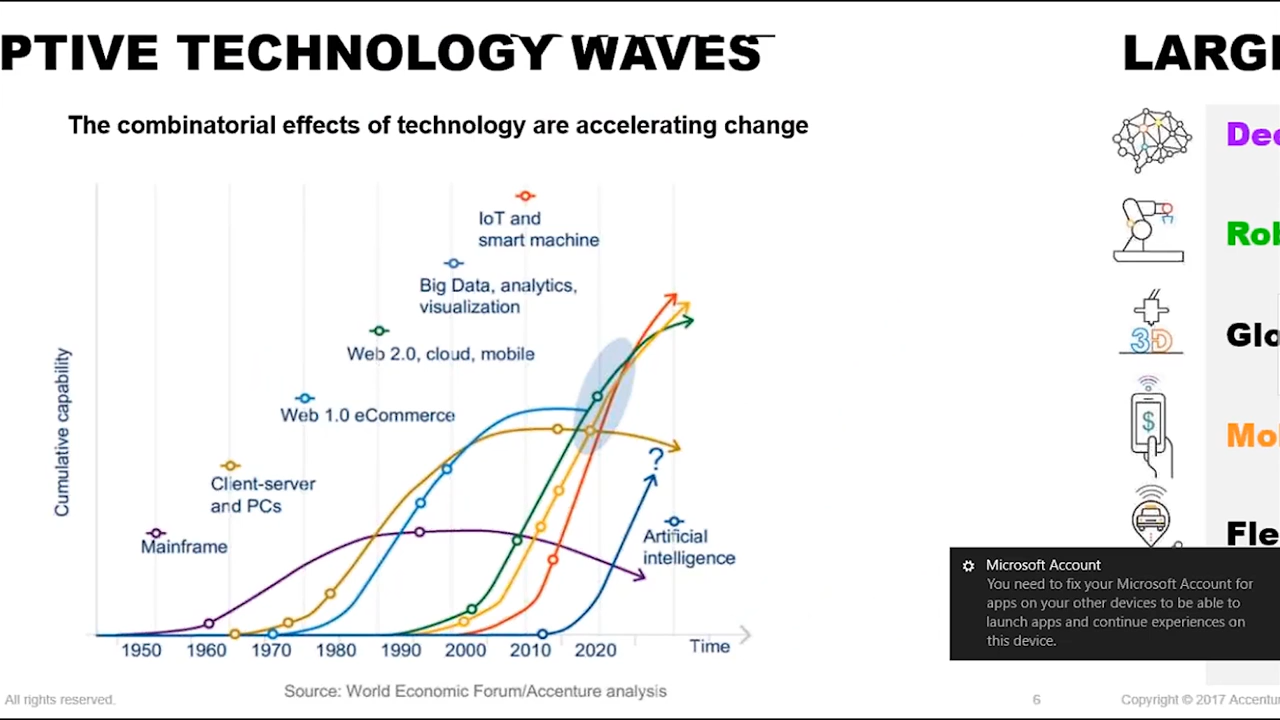 PTIVE TECHNOLOGY WAVES
The combinatorial effects of technology are accelerating change
IoT and
smart machine
Big Data, analytics,
visualization
Web 2.0, cloud, mobile
Web 1.0 eCommerce
Client-server
and PCs
Mainframe
?
Artificial
intelligence
Cumulative capability
1950 1960 1970 1980 1990 2000 2010 2020 Time
Source: World Economic Forum/Accenture analysis
All rights reserved.
6
LARG
Dec
Rob
3D
Glo
$
Mo
Fle
Microsoft Account
You need to fix your Microsoft Account for
apps on your other devices to be able to
launch apps and continue experiences on
this device.
Copyright © 2017 Accentu